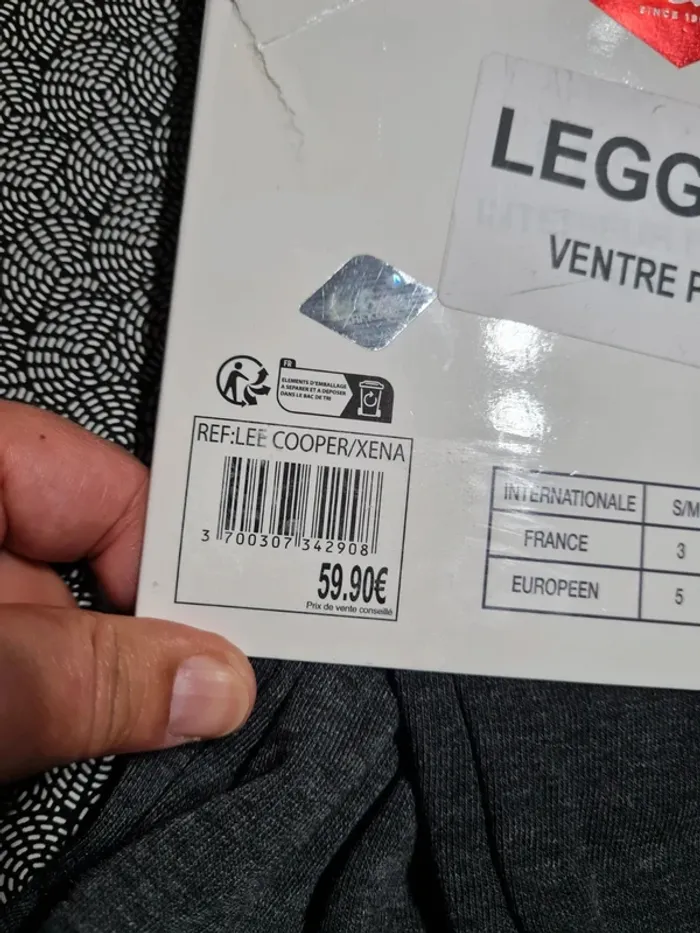 SINCE 19
LEGG
VENTRE P
FR
ELEMENTS D'EMBALLAGE
A SEPARER ET A DEPOSER
DANS LE BAC DE TRI
REF:LEE COOPER/XENA
3 700307 342908
59.90€
Prix de vente conseillé
INTERNATIONALE S/M
FRANCE 3
EUROPEEN 5